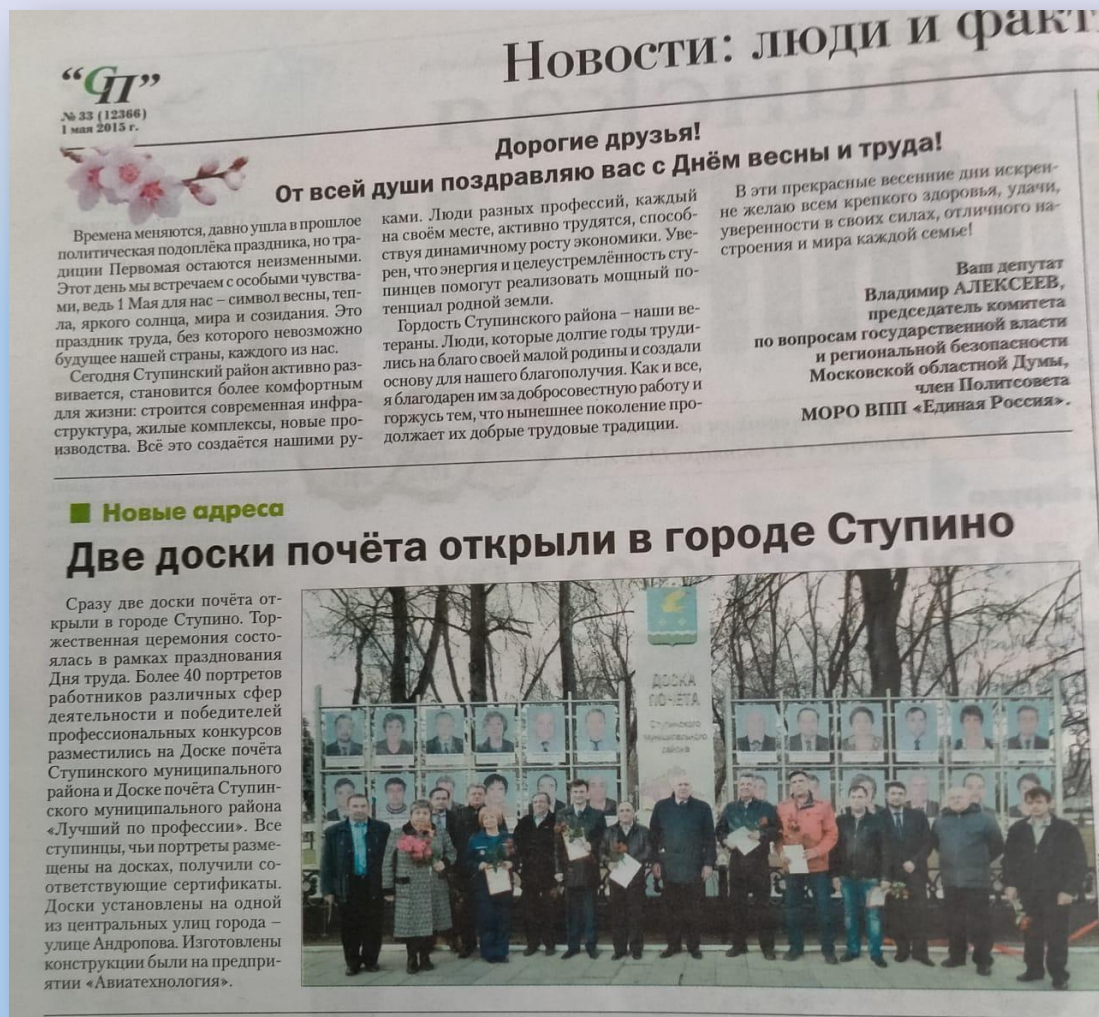 Новости: люди и факт
“СП”
№ 33 (12366)
1 мая 2015 г.
Дорогие друзья!
От всей души поздравляю вас с Днём весны и труда!
Времена меняются, давно ушла в прошлое
политическая подоплёка праздника, но тра-
диции Первомая остаются неизменными.
Этот день мы встречаем с особыми чувства-
ми, ведь 1 Мая для нас – символ весны, теп-
ла, яркого солнца, мира и созидания. Это
праздник труда, без которого невозможно
будущее нашей страны, каждого из нас.
Сегодня Ступинский район активно раз-
вивается, становится более комфортным
для жизни: строится современная инфра-
структура, жилые комплексы, новые про-
изводства. Всё это создаётся нашими ру-
ками. Люди разных профессий, каждый
на своём месте, активно трудятся, способ-
ствуя динамичному росту экономики. Уве-
рен, что энергия и целеустремлённость сту-
пинцев помогут реализовать мощный по-
тенциал родной земли.
Гордость Ступинского района – наши ве-
тераны. Люди, которые долгие годы труди-
лись на благо своей малой родины и создали
основу для нашего благополучия. Как и все,
я благодарен им за добросовестную работу и
горжусь тем, что нынешнее поколение про-
должает их добрые трудовые традиции.
В эти прекрасные весенние дни искрен-
не желаю всем крепкого здоровья, удачи,
уверенности в своих силах, отличного на-
строения и мира каждой семье!
Ваш депутат
Владимир АЛЕКСЕЕВ,
председатель комитета
по вопросам государственной власти
и региональной безопасности
Московской областной Думы,
член Политсовета
МОРО ВПП «Единая Россия».
Новые адреса
Две доски почёта открыли в городе Ступино
Сразу две доски почёта от-
крыли в городе Ступино. Тор-
жественная церемония состо-
ялась в рамках празднования
Дня труда. Более 40 портретов
работников различных сфер
деятельности и победителей
профессиональных конкурсов
разместились на Доске почёта
Ступинского муниципального
района и Доске почёта Ступин-
ского муниципального района
«Лучший по профессии». Все
ступинцы, чьи портреты разме-
щены на досках, получили со-
ответствующие сертификаты.
Доски установлены на одной
из центральных улиц города –
улице Андропова. Изготовлены
конструкции были на предпри-
ятии «Авиатехнология».
ДОСКА
ПОЧЁТА
Ступинского
муниципального
района